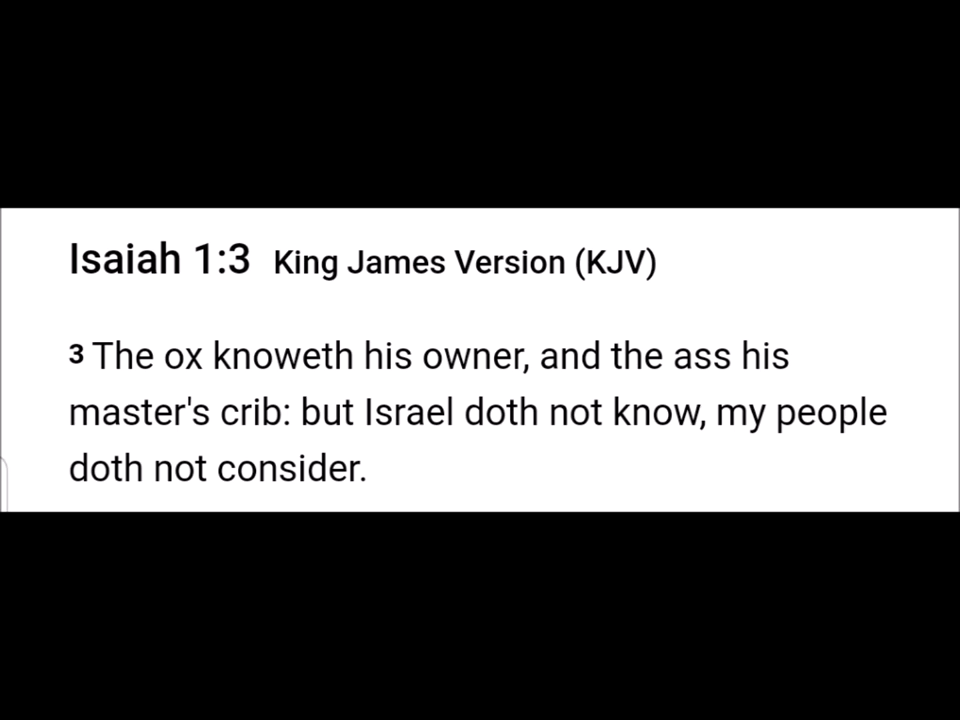 Isaiah 1:3 King James Version (KJV)
3 The ox knoweth his owner, and the ass his
master's crib: but Israel doth not know, my people
doth not consider.